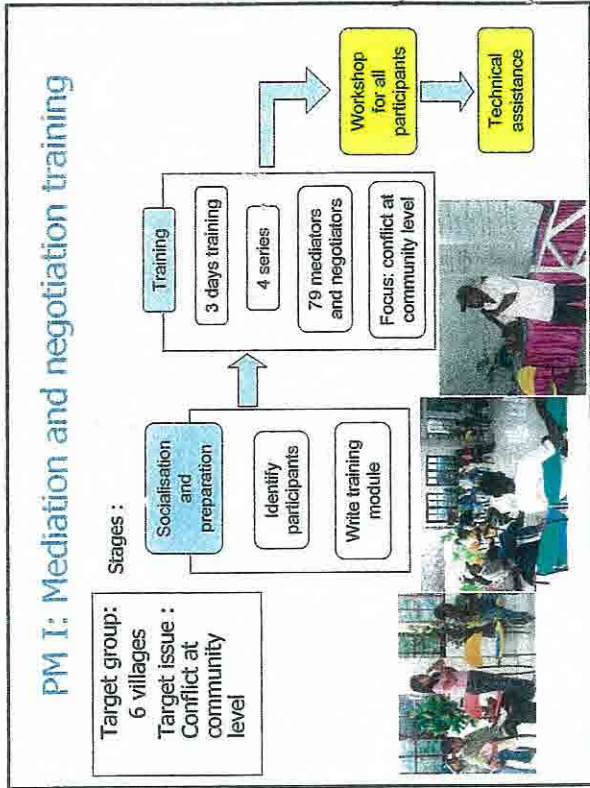 PM I: Mediation and negotiation training
Target group:
6 villages
Target issue :
Conflict at
community
level
Stages :
Socialisation
and
preparation
Identify
participants
Write training
module
Training
3 days training
4 series
79 mediators
and negotiators
Focus: conflict at
community level
Workshop
for all
participants
Technical
assistance